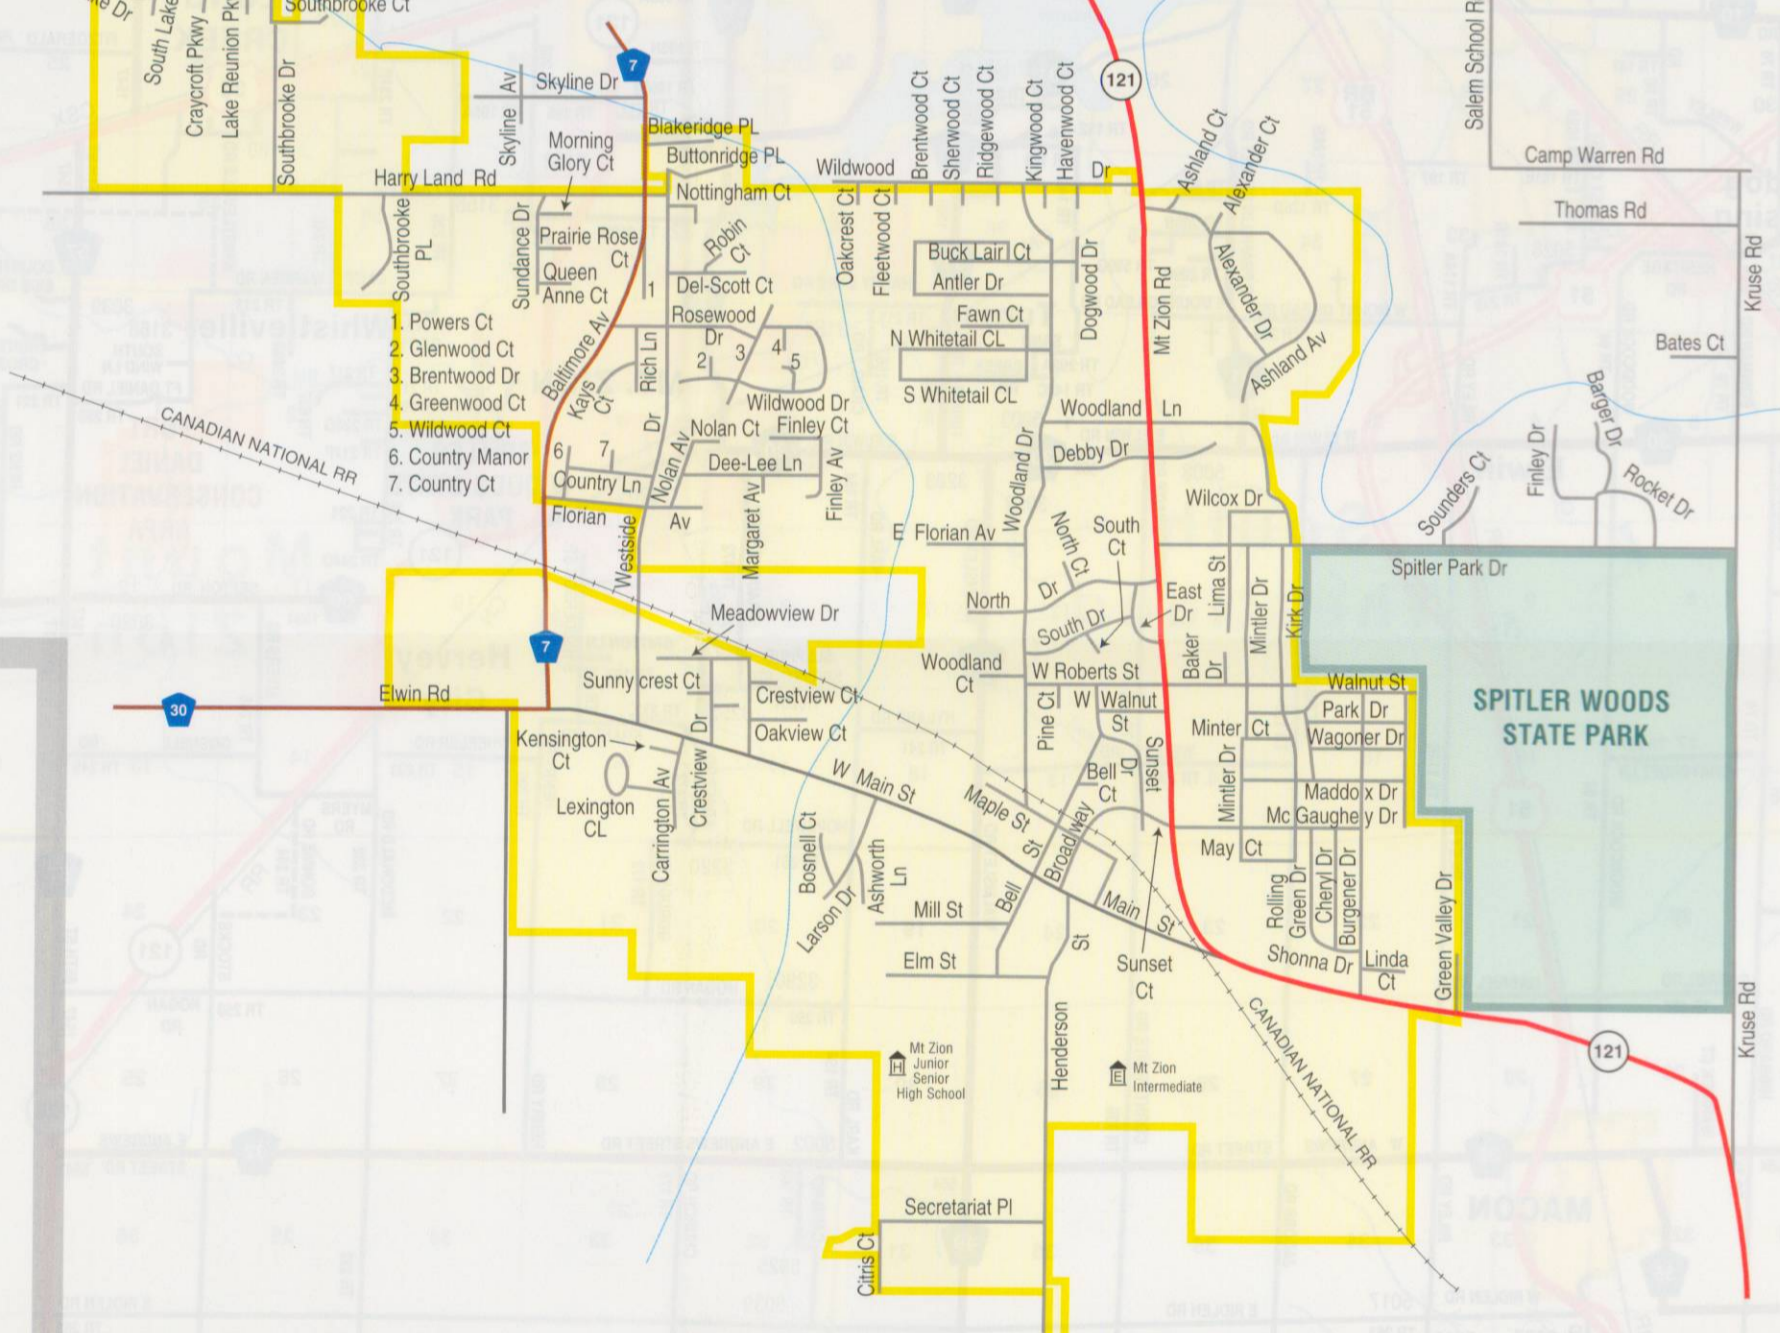 Southbrooke Ct
South Lake
Craycroft Pkwy
Lake Reunion Pk
Southbrooke Dr
Skyline Av
Skyline Dr
7
Blakeridge PL
Buttonridge PL
Morning
Glory Ct
Harry Land Rd
Nottingham Ct
Wildwood
Dr
Brentwood Ct
Sherwood Ct
Ridgewood Ct
Kingwood Ct
Havenwood Ct
121
Ashland Ct
Alexander Ct
Salem School R
Camp Warren Rd
Thomas Rd
Kruse Rd
Bates Ct
Southbrooke
PL
Sundance Dr
Prairie Rose
Ct
Queen
Anne Ct
Robin
Ct
Del-Scott Ct
1
Oakcrest Ct
Fleetwood Ct
Buck Lair Ct
Antler Dr
Dogwood Dr
Mt Zion Rd
Alexander Dr
Ashland Av
Fawn Ct
N Whitetail CL
S Whitetail CL
1. Powers Ct
2. Glenwood Ct
3. Brentwood Dr
4. Greenwood Ct
5. Wildwood Ct
6. Country Manor
7. Country Ct
Baltimore Av
Rosewood
Dr
2
3
4
5
Kays
Ct
Rich Ln
Dr
Wildwood Dr
Nolan Ct
Finley Ct
Nolan Av
Dee-Lee Ln
Margaret Av
Finley Av
6
7
Country Ln
Florian
Av
Westside
CANADIAN NATIONAL RR
Woodland Ln
Debby Dr
Woodland Dr
Wilcox Dr
E Florian Av
North Ct
South
Ct
Sounders Ct
Finley Dr
Barger Dr
Rocket Dr
Spitler Park Dr
North
Dr
South Dr
East
Dr
Lima St
Mintler Dr
Kirk Dr
Baker
Dr
W Roberts St
Woodland
Ct
Meadowview Dr
7
30
Elwin Rd
Sunny crest Ct
Crestview Ct
Oakview Ct
Crestview
Dr
Kensington
Ct
Lexington
CL
Carrington Av
W Main St
Pine Ct
W Walnut
St
Sunset
Dr
Bell
Ct
Maple St
Broadway
Bell
St
Minter Ct
Walnut St
Park Dr
Wagoner Dr
Mintler Dr
Maddox Dr
Mc Gaughey Dr
May Ct
SPITLER WOODS
STATE PARK
Bosnell Ct
Larson Dr
Ashworth
Ln
Mill St
Elm St
Main St
Sunset
Ct
Rolling
Green Dr
Cheryl Dr
Burgener Dr
Shonna Dr
Linda
Ct
Green Valley Dr
Kruse Rd
121
Henderson
St
H
Mt Zion
Junior
Senior
High School
E
Mt Zion
Intermediate
CANADIAN NATIONAL RR
Secretariat Pl
Citris Ct